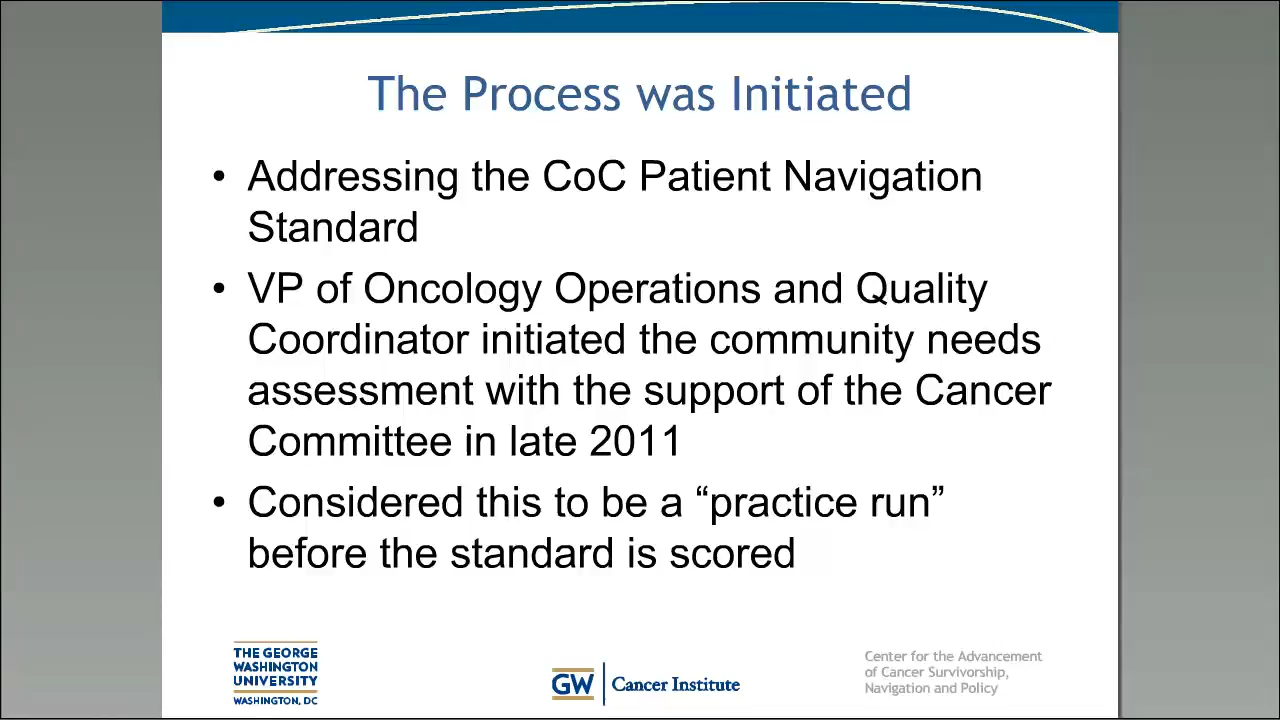 The Process was Initiated
• Addressing the CoC Patient Navigation
Standard
• VP of Oncology Operations and Quality
Coordinator initiated the community needs
assessment with the support of the Cancer
Committee in late 2011
• Considered this to be a “practice run”
before the standard is scored
THE GEORGE
WASHINGTON
UNIVERSITY
WASHINGTON, DC
GW Cancer Institute
Center for the Advancement
of Cancer Survivorship,
Navigation and Policy